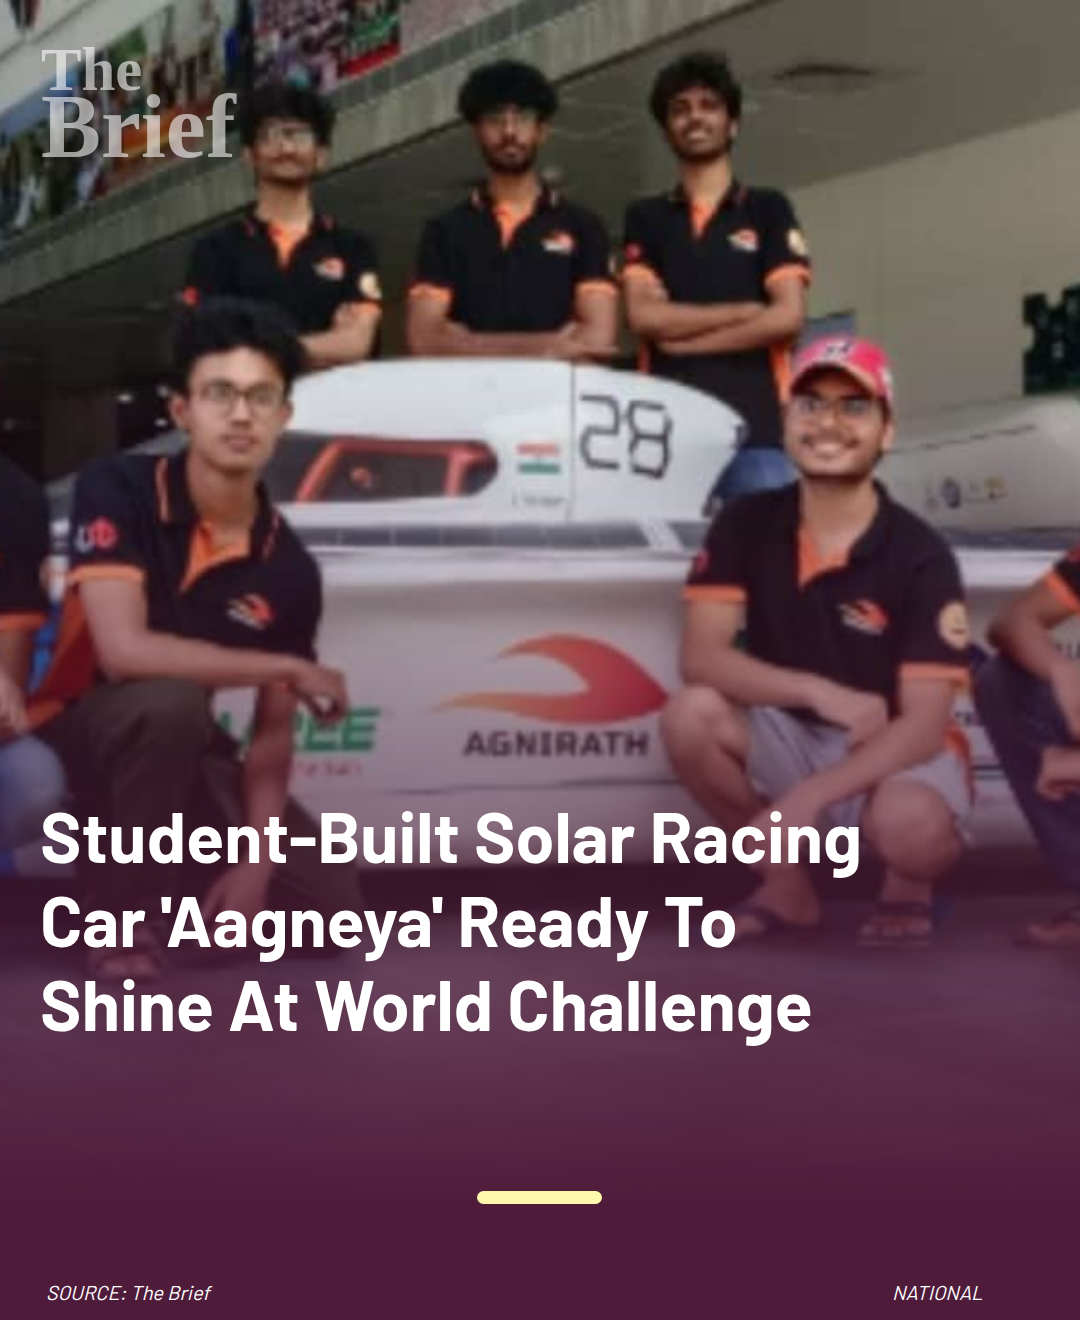 The
Brief
28
AGNIRATH
Student-Built Solar Racing
Car 'Aagneya' Ready To
Shine At World Challenge
SOURCE: The Brief
NATIONAL